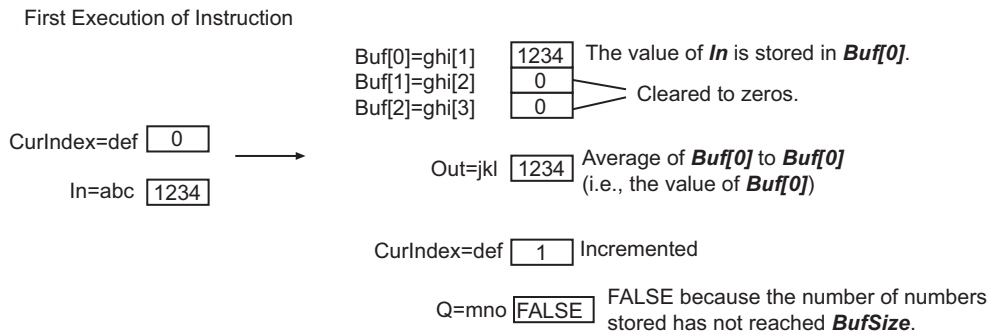 First Execution of Instruction
Buf[0]=ghi[1] 1234 The value of In is stored in Buf[0].
Buf[1]=ghi[2] 0
Cleared to zeros.
Buf[2]=ghi[3] 0
CurIndex=def 0
In=abc 1234
Out=jkl 1234 Average of Buf[0] to Buf[0]
(i.e., the value of Buf[0])
CurIndex=def 1 Incremented
Q=mno FALSE FALSE because the number of numbers
stored has not reached BufSize.